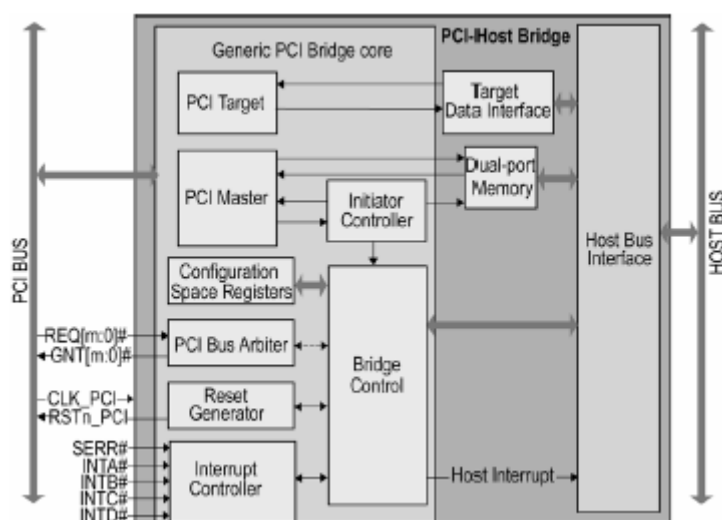 Generic PCI Bridge core
PCI-Host Bridge
PCI Target
Target
Data Interface
PCI Master
Dual-port
Memory
Initiator
Controller
Host Bus
Interface
PCI BUS
HOST BUS
Configuration
Space Registers
REQ[m:0]#
GNT[m:0]#
PCI Bus Arbiter
Bridge
Control
CLK_PCI
RSTn_PCI
Reset
Generator
SERR#
INTA#
INTB#
INTC#
INTD#
Interrupt
Controller
Host Interrupt